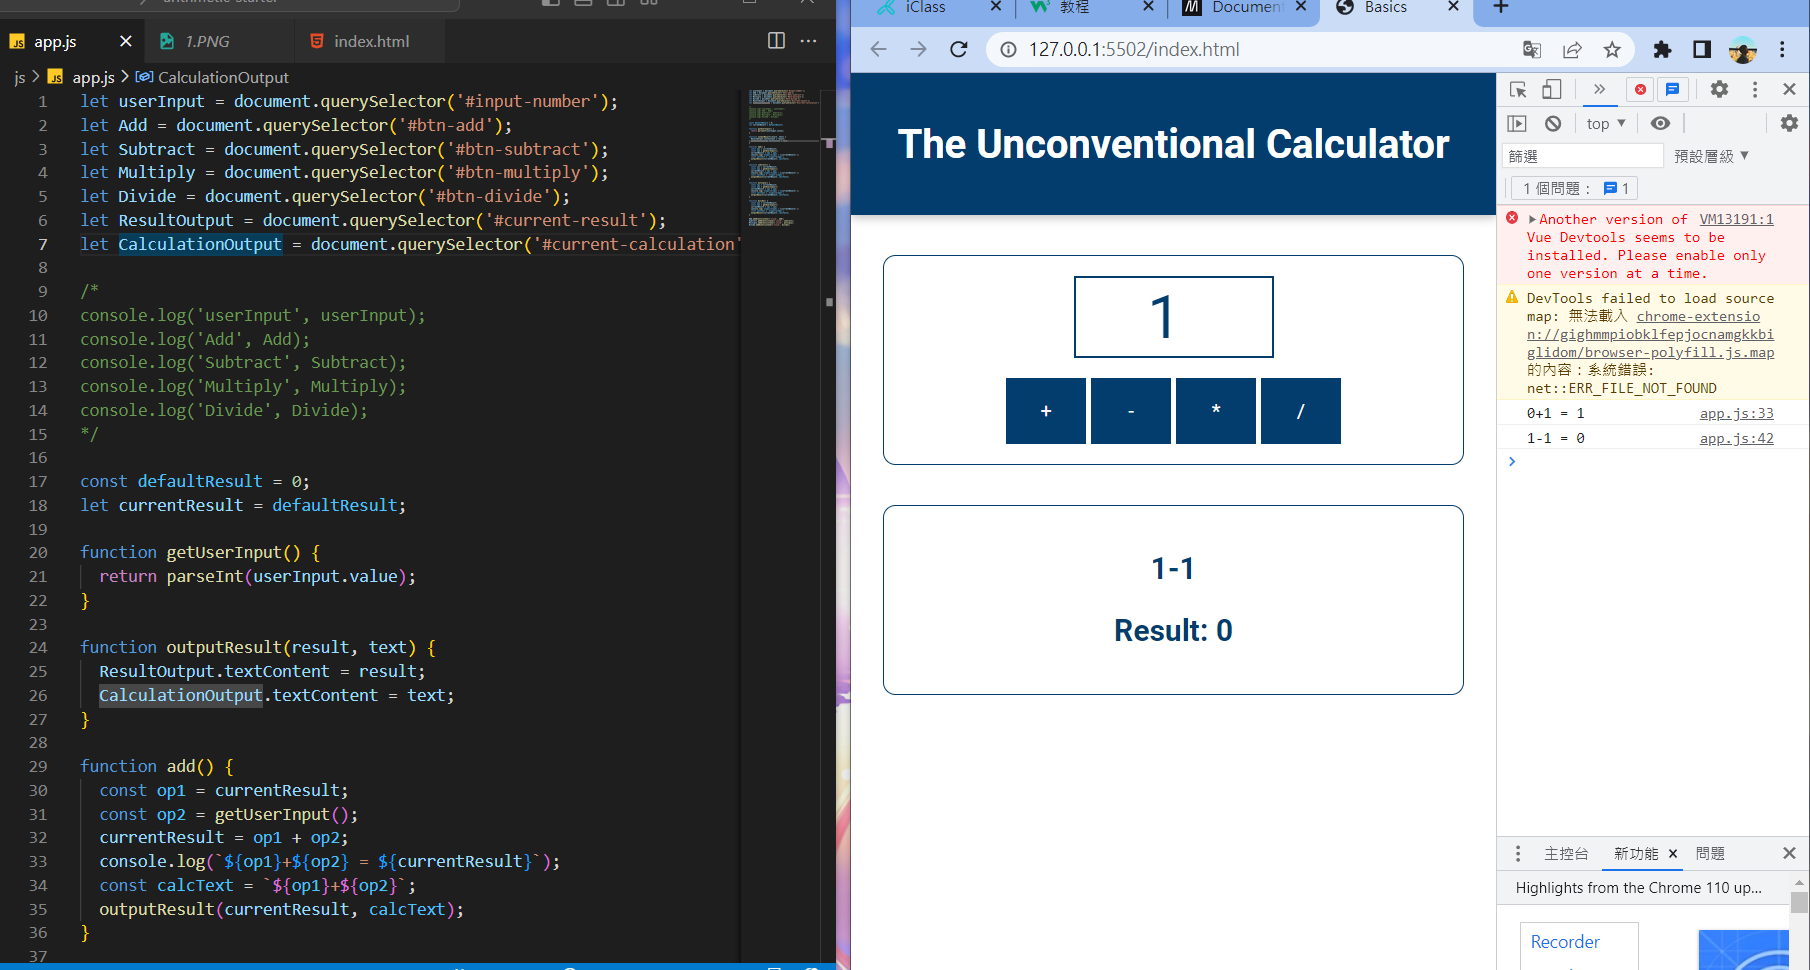 app.js
1.PNG
index.html
js > app.js > CalculationOutput
1 let userInput = document.querySelector('#input-number');
2 let Add = document.querySelector('#btn-add');
3 let Subtract = document.querySelector('#btn-subtract');
4 let Multiply = document.querySelector('#btn-multiply');
5 let Divide = document.querySelector('#btn-divide');
6 let ResultOutput = document.querySelector('#current-result');
7 let CalculationOutput = document.querySelector('#current-calculation'
8
9 /*
10 console.log('userInput', userInput);
11 console.log('Add', Add);
12 console.log('Subtract', Subtract);
13 console.log('Multiply', Multiply);
14 console.log('Divide', Divide);
15 */
16
17 const defaultResult = 0;
18 let currentResult = defaultResult;
19
20 function getUserInput() {
21 return parseInt(userInput.value);
22 }
23
24 function outputResult(result, text) {
25 ResultOutput.textContent = result;
26 CalculationOutput.textContent = text;
27 }
28
29 function add() {
30 const op1 = currentResult;
31 const op2 = getUserInput();
32 currentResult = op1 + op2;
33 console.log(`${op1}+${op2} = ${currentResult}`);
34 const calcText = `${op1}+${op2}`;
35 outputResult(currentResult, calcText);
36 }
37
iClass
教程
Document
Basics
127.0.0.1:5502/index.html
The Unconventional Calculator
1
+ - * /
1-1
Result: 0
top
篩選
預設層級
1 個問題： 1
Another version of VM13191:1
Vue Devtools seems to be
installed. Please enable only
one version at a time.
DevTools failed to load source
map: 無法載入 chrome-extensio
n://gighmmpiobklfepjocnamgkkbi
glidom/browser-polyfill.js.map
的內容：系統錯誤:
net::ERR_FILE_NOT_FOUND
0+1 = 1 app.js:33
1-1 = 0 app.js:42
主控台 新功能 問題
Highlights from the Chrome 110 up...
Recorder